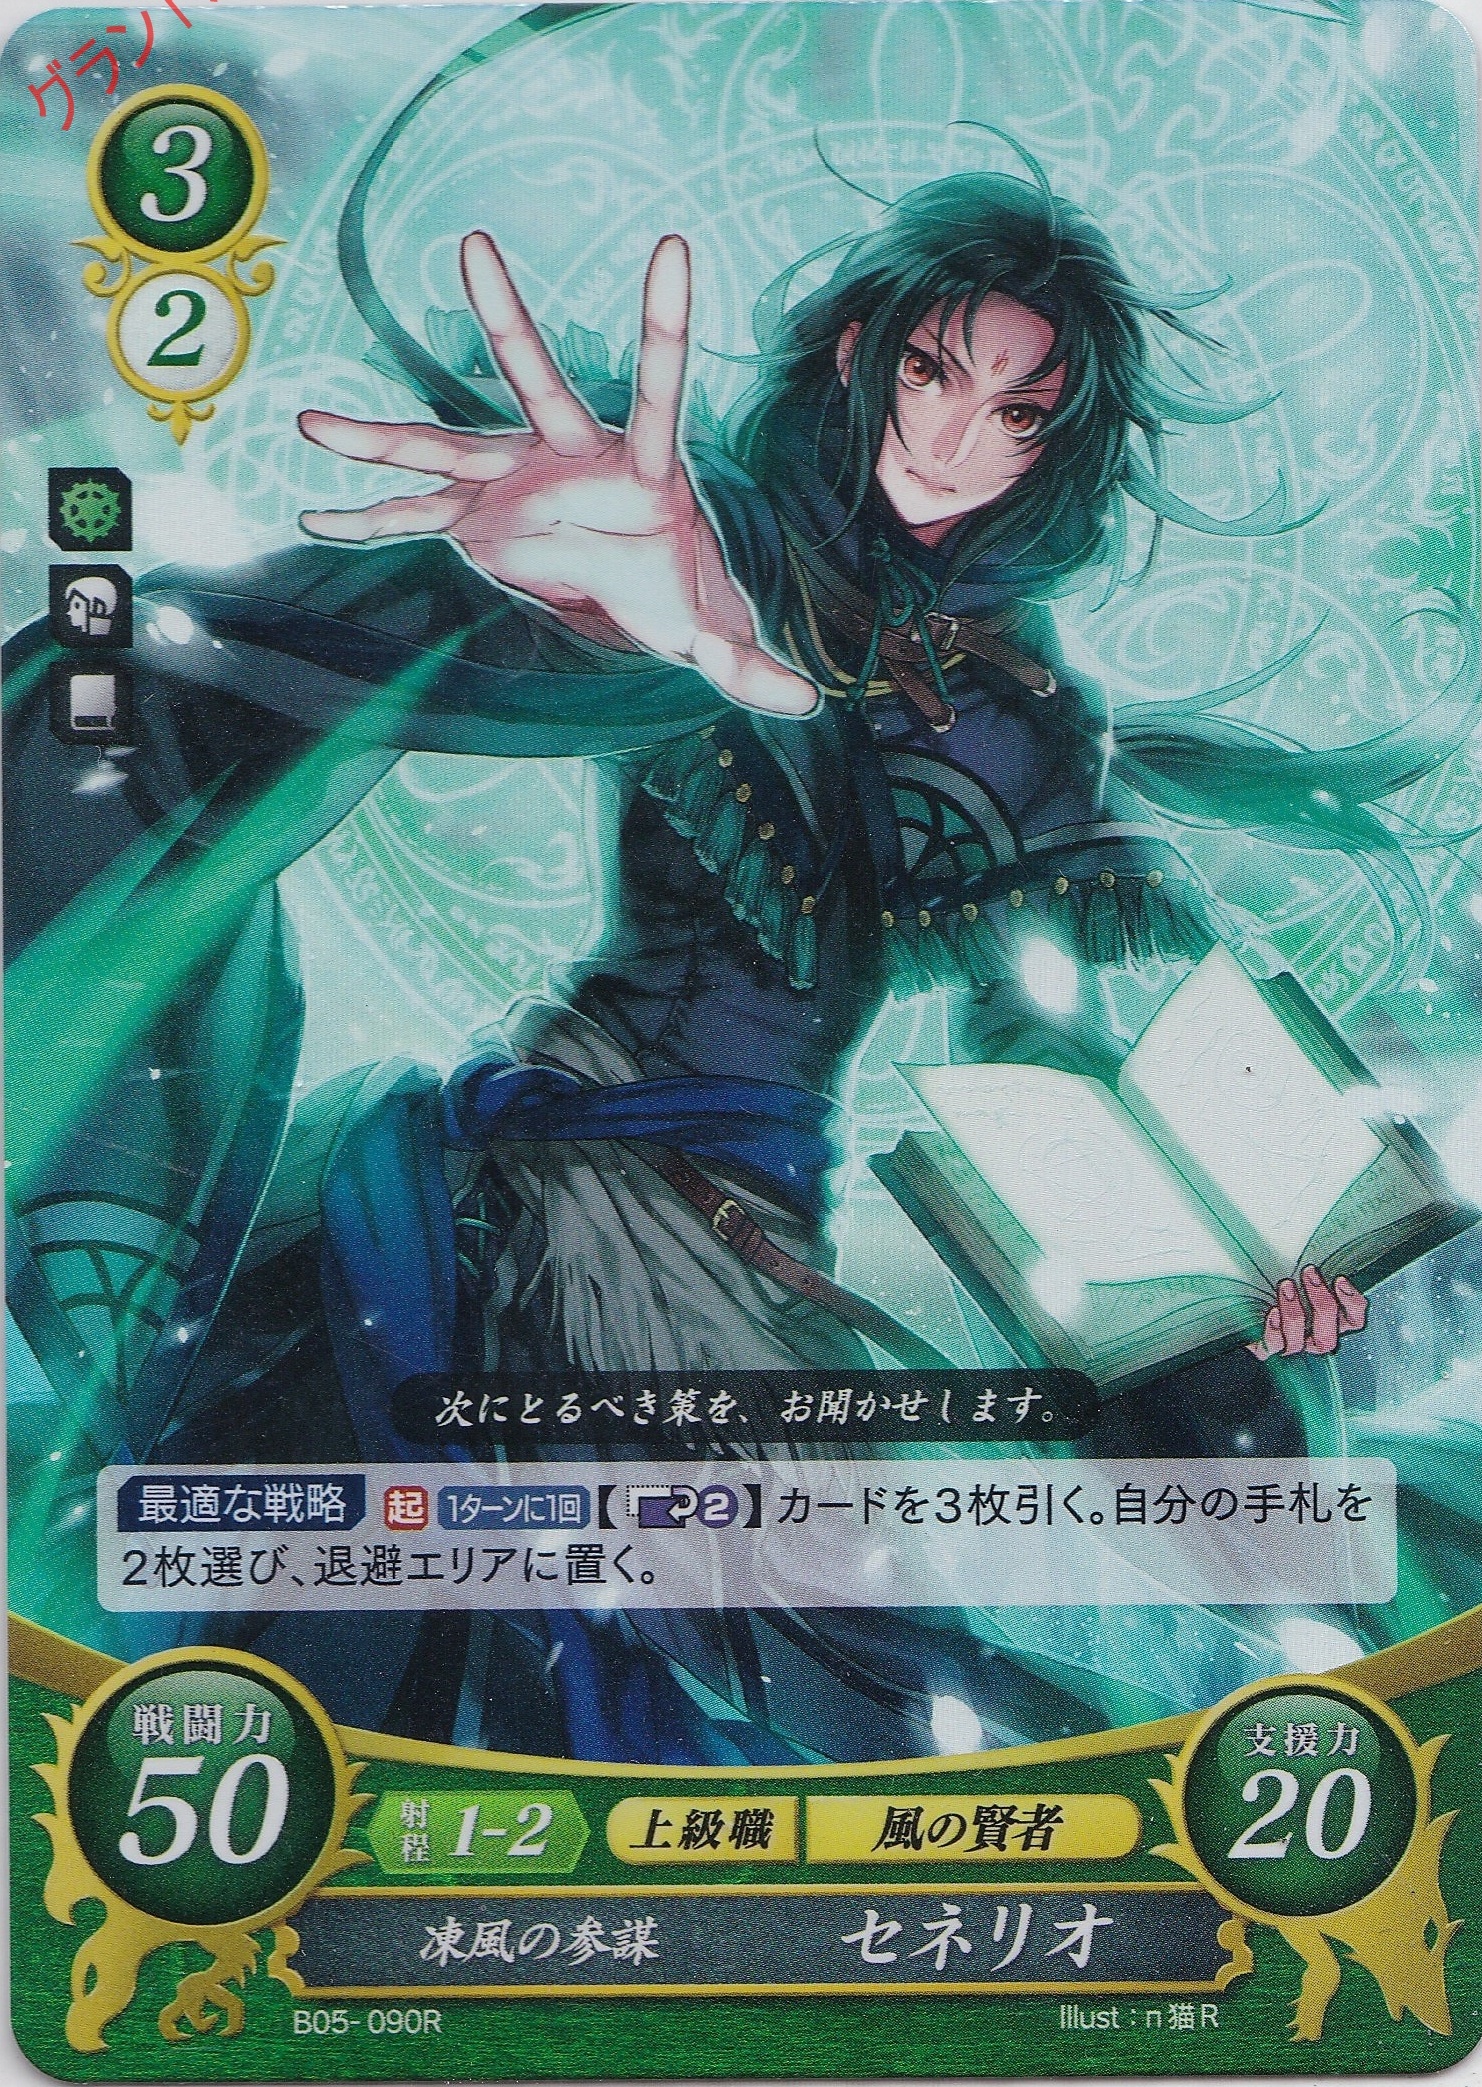 グラン
3
2
次にとるべき策を、お聞かせします。
最適な戦略 起 1ターンに1回 【 2】カードを3枚引く。自分の手札を
2枚選び、退避エリアに置く。
戦闘力
50
射程 1-2
上級職
風の賢者
支援力
20
凍風の参謀 セネリオ
B05-090R
Illust：n猫R